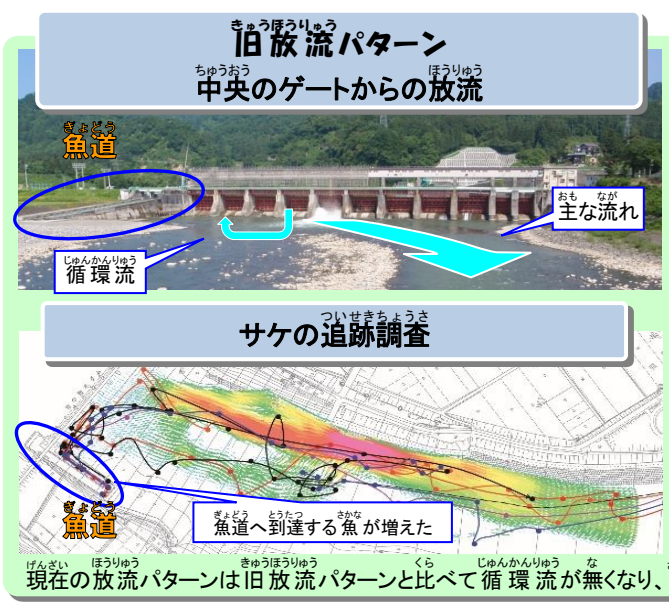 旧放流パターン
中央のゲートからの放流
魚道
主な流れ
循環流
サケの追跡調査
魚道
魚道へ到達する魚が増えた
現在の放流パターンは旧放流パターンと比べて循環流が無くなり、